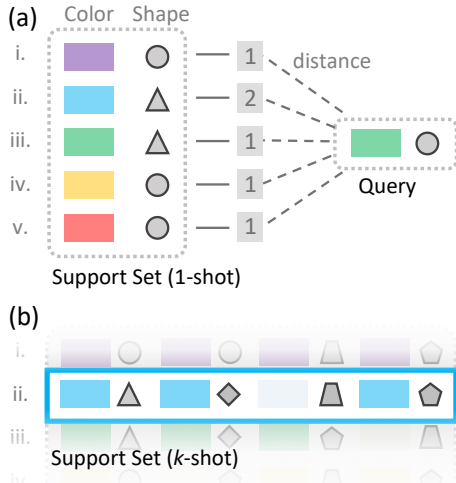 (a)
Color Shape
i. 1 distance
ii. 2
iii. 1
Query
iv. 1
v. 1
Support Set (1-shot)
(b)
i.
ii.
iii.
Support Set (k-shot)
iv.